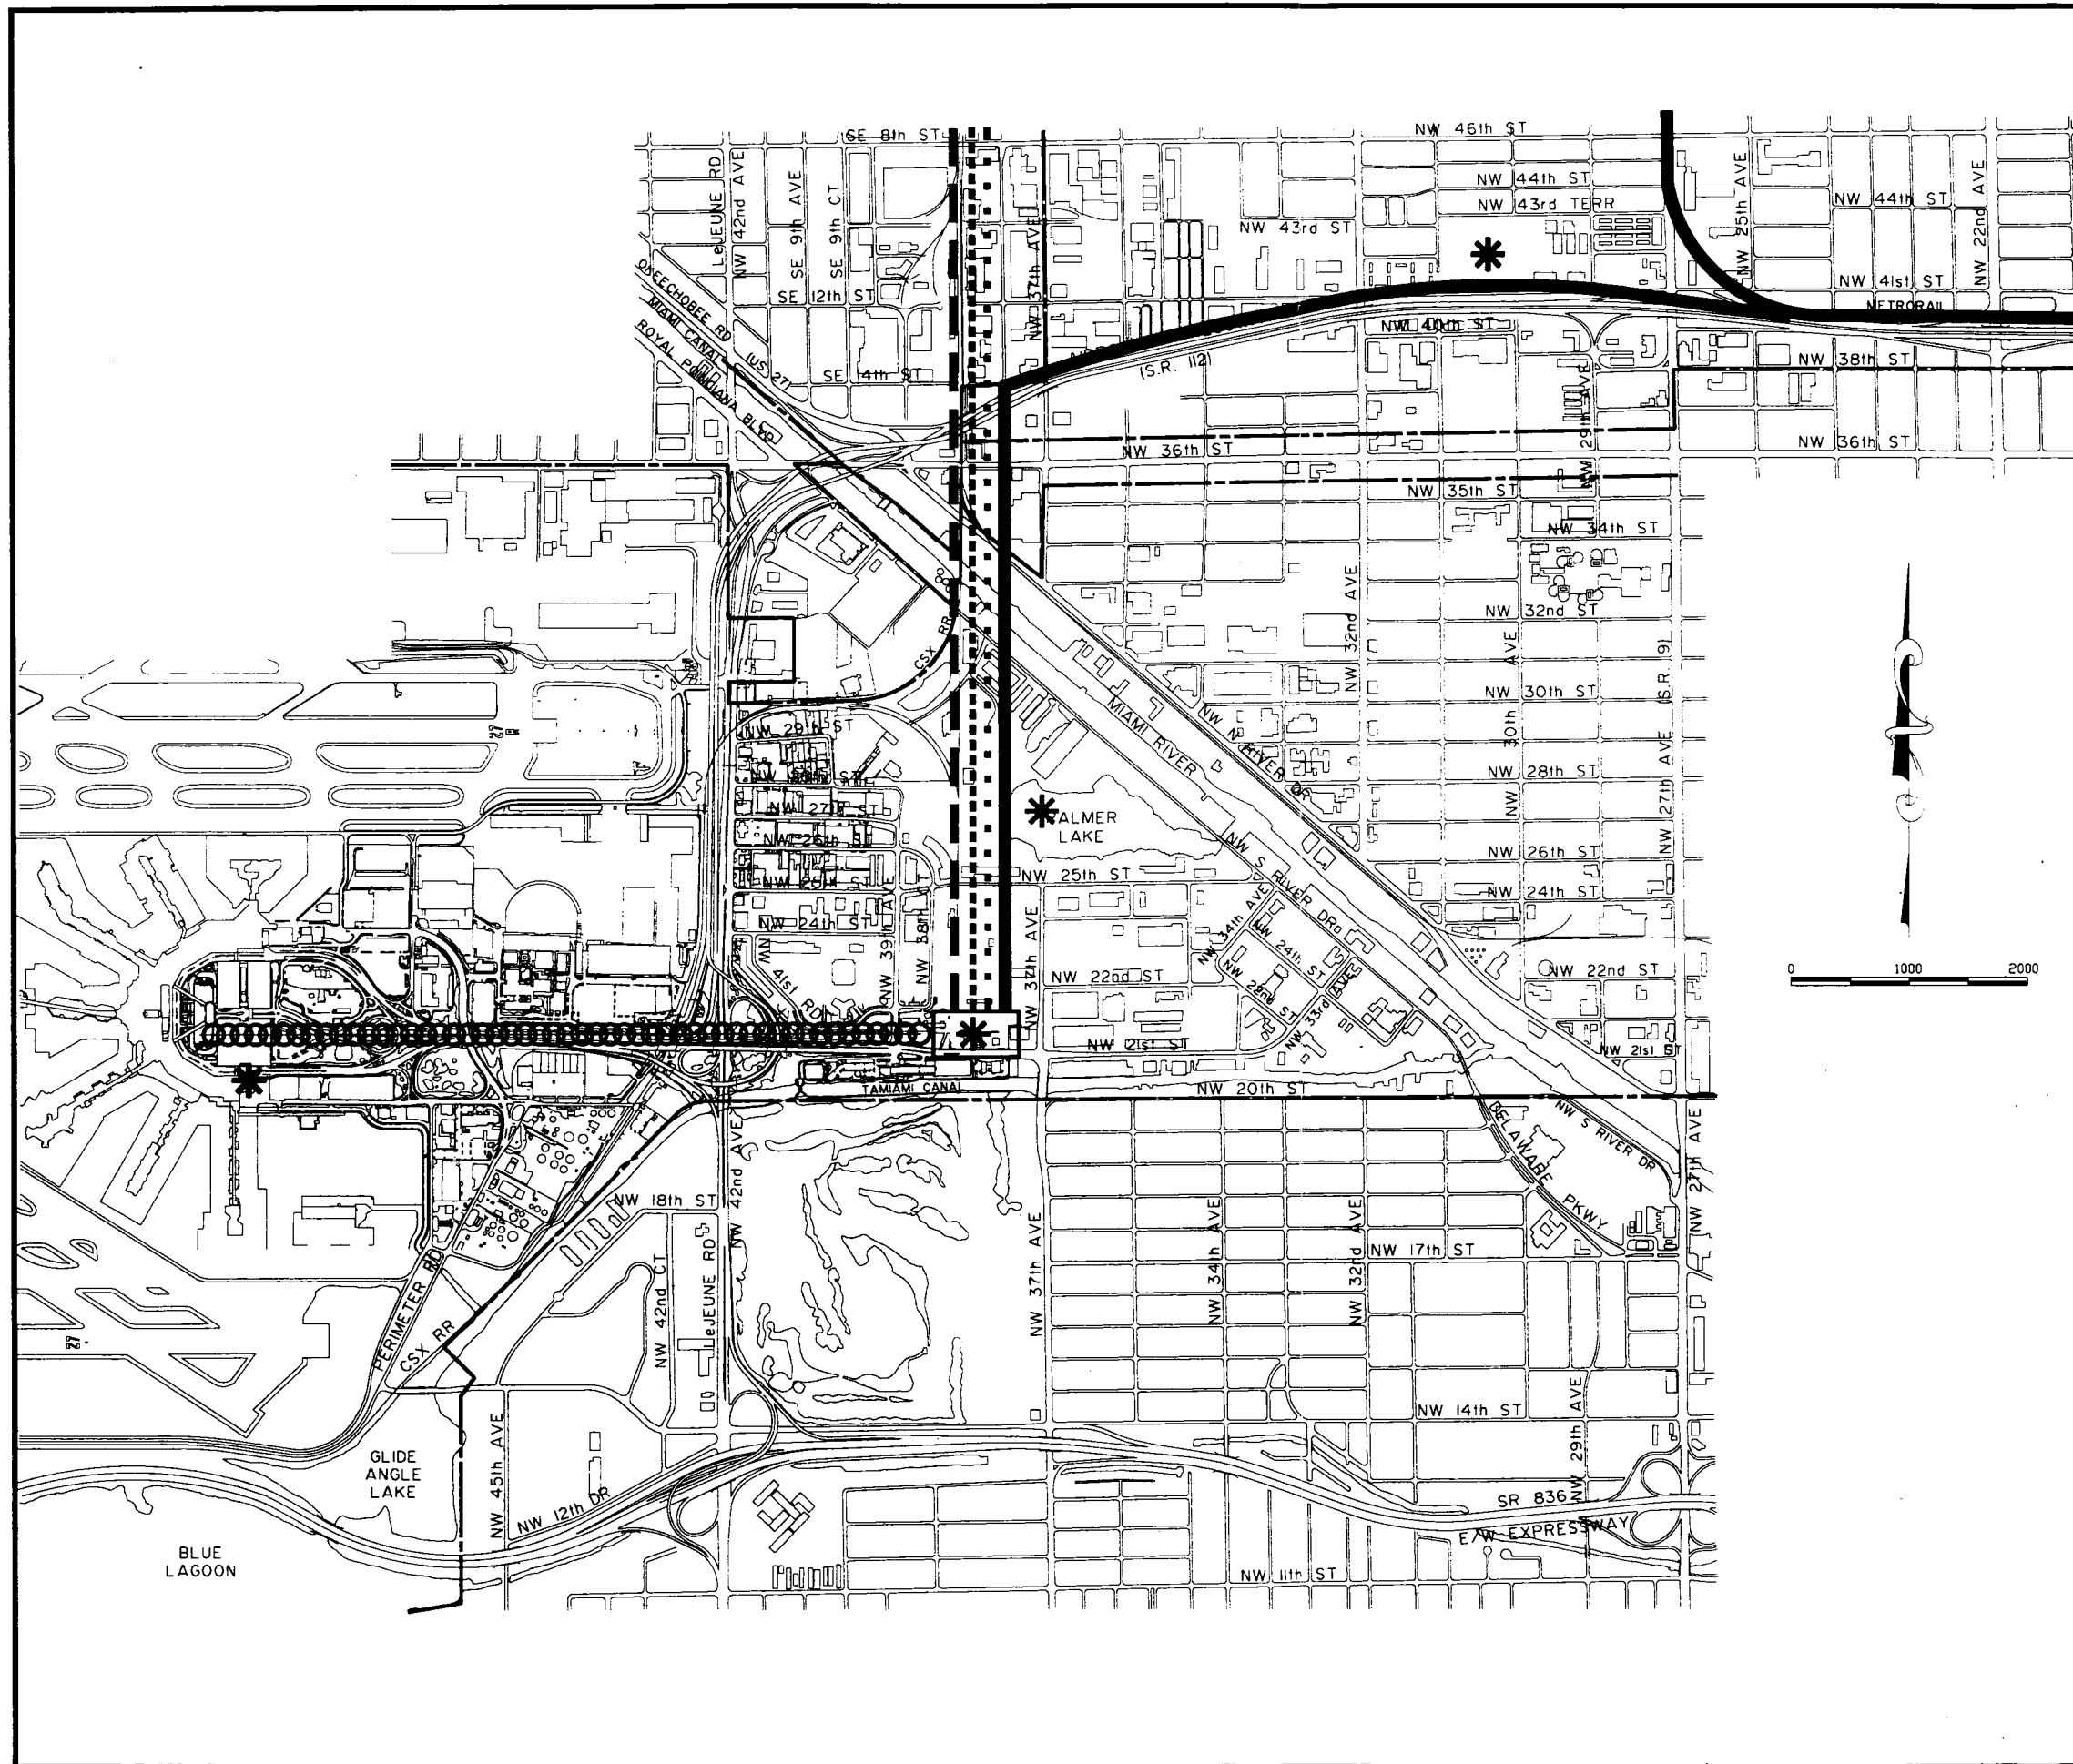 SE 8th ST
NW 46th ST
LeJEUNE RD
NW 42nd AVE
SE 9th AVE
SE 9th CT
NW 37th AVE
NW 44th ST
NW 43rd TERR
NW 43rd ST
NW 25th AVE
NW 44th ST
NW 22nd AVE
NW 41st ST
METRORAIL
OKEECHOBEE RD
(US 27)
MIAMI CANAL
ROYAL POINCIANA BLVD
SE 12th ST
SE 14th ST
NW 40th ST
(S.R. 112)
NW 38th ST
NW 29th AVE
NW 36th ST
NW 36th ST
NW 35th ST
NW 34th ST
NW 32nd AVE
NW 32nd ST
CSX RR
NW 30th AVE
NW 30th ST
NW 27th AVE (S.R. 9)
MIAMI RIVER
NW N RIVER DR
NW 29th ST
NW 28th ST
NW 28th ST
NW 27th ST
PALMER
LAKE
NW 26th ST
NW 26th ST
NW S RIVER DR
NW 25th ST
NW 25th ST
NW 24th ST
NW 24th ST
NW 39th AVE
NW 38th CT
NW 37th AVE
NW 34th AVE
NW 24th ST
NW 41st RD
NW 22nd ST
NW 22nd ST
NW 33rd AVE
NW 22nd ST
0 1000 2000
NW 21st ST
NW 21st ST
TAMIAMI CANAL
NW 20th ST
DELAWARE PKWY
NW S RIVER DR
NW 27th AVE
NW 42nd AVE
NW 18th ST
NW 37th AVE
NW 34th AVE
NW 32nd AVE
NW 17th ST
PERIMETER RD
CSX RR
NW 42nd CT
LeJEUNE RD
NW 14th ST
NW 29th AVE
GLIDE
ANGLE
LAKE
NW 45th AVE
NW 12th DR
SR 836
E/W EXPRESSWAY
BLUE
LAGOON
NW 11th ST